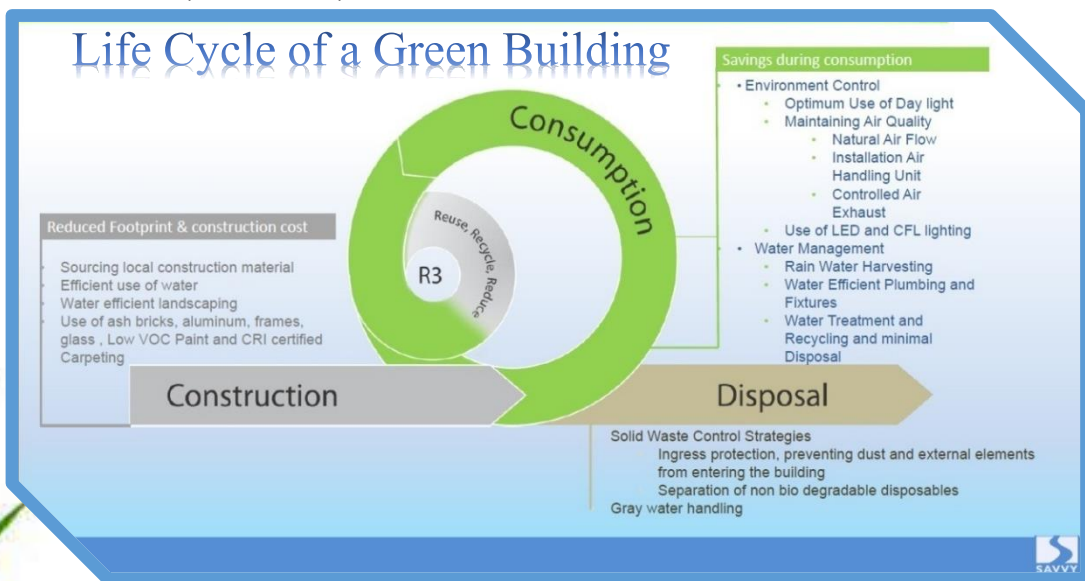 Life Cycle of a Green Building
Savings during consumption
• Environment Control
• Optimum Use of Day light
• Maintaining Air Quality
• Natural Air Flow
• Installation Air
Handling Unit
• Controlled Air
Exhaust
• Use of LED and CFL lighting
• Water Management
• Rain Water Harvesting
• Water Efficient Plumbing and
Fixtures
• Water Treatment and
Recycling and minimal
Disposal
Consumption
Reuse, Recycle, Reduce
R3
Reduced Footprint & construction cost
• Sourcing local construction material
• Efficient use of water
• Water efficient landscaping
• Use of ash bricks, aluminum, frames,
glass , Low VOC Paint and CRI certified
Carpeting
Construction
Disposal
Solid Waste Control Strategies
Ingress protection, preventing dust and external elements
from entering the building
Separation of non bio degradable disposables
Gray water handling
SAVVY